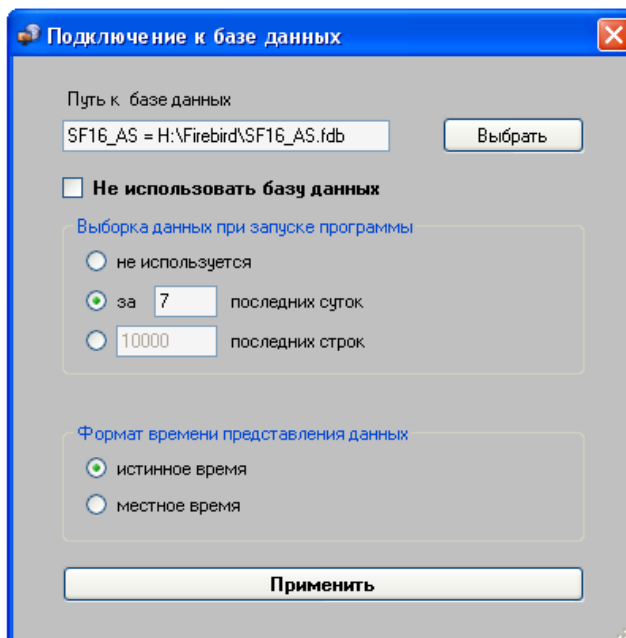 Подключение к базе данных
Путь к базе данных
SF16_AS = H:\Firebird\SF16_AS.fdb Выбрать
Не использовать базу данных
Выборка данных при запуске программы
не используется
за 7 последних суток
10000 последних строк
Формат времени представления данных
истинное время
местное время
Применить